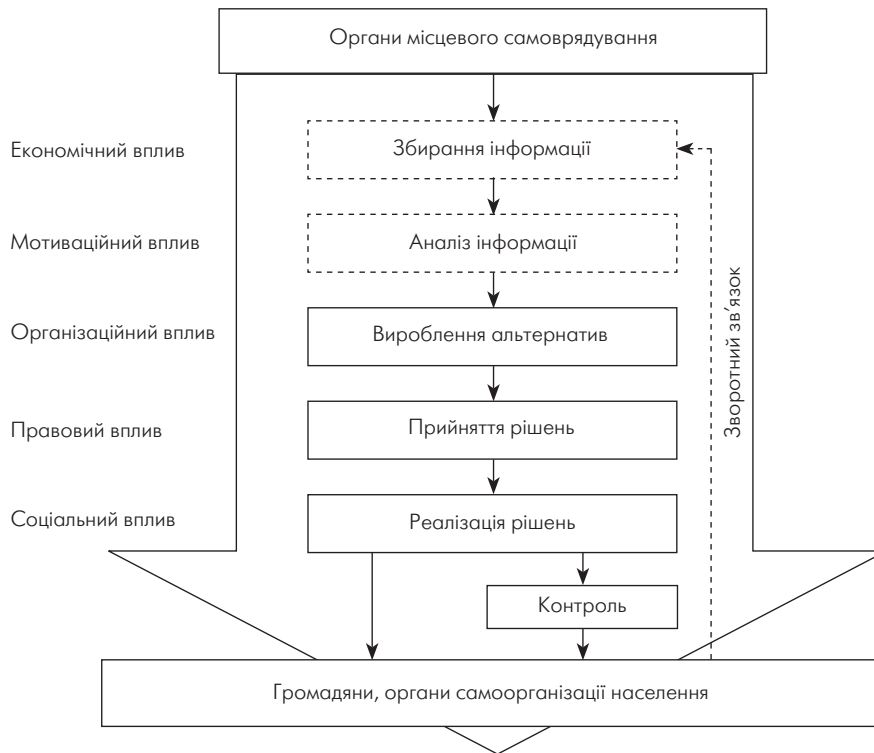 Органи місцевого самоврядування
Економічний вплив
Збирання інформації
Мотиваційний вплив
Аналіз інформації
Організаційний вплив
Вироблення альтернатив
Правовий вплив
Прийняття рішень
Соціальний вплив
Реалізація рішень
Зворотний зв’язок
Контроль
Громадяни, органи самоорганізації населення